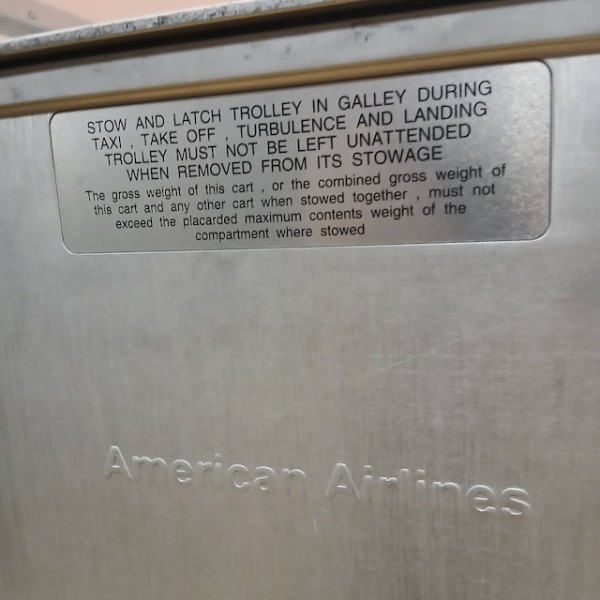 STOW AND LATCH TROLLEY IN GALLEY DURING
TAXI , TAKE OFF , TURBULENCE AND LANDING
TROLLEY MUST NOT BE LEFT UNATTENDED
WHEN REMOVED FROM ITS STOWAGE
The gross weight of this cart , or the combined gross weight of
this cart and any other cart when stowed together , must not
exceed the placarded maximum contents weight of the
compartment where stowed
American Airlines